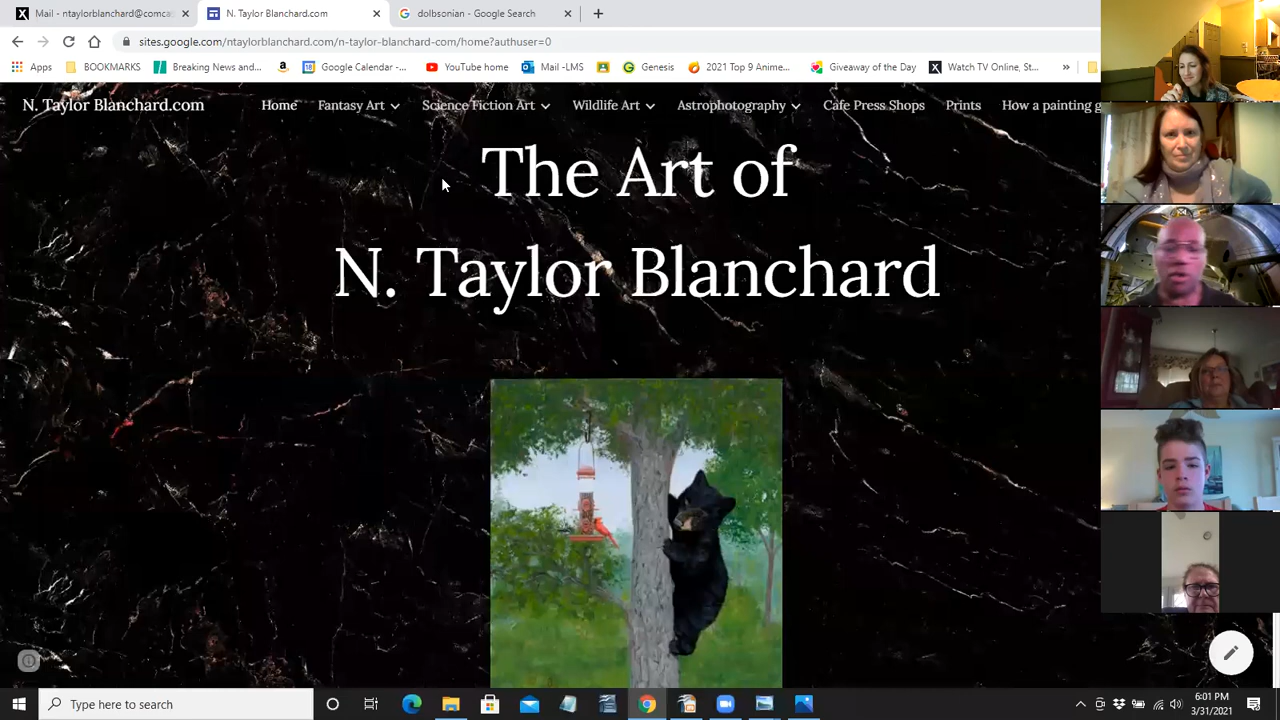 Mail - ntaylorblanchard@comca
N. Taylor Blanchard.com
dolbsonian - Google Search
sites.google.com/ntaylorblanchard.com/n-taylor-blanchard-com/home?authuser=0
Apps
BOOKMARKS
Breaking News and...
Google Calendar -...
YouTube home
Genesis
2021 Top 9 Anime...
Giveaway of the Day
Watch TV Online, St...
N. Taylor Blanchard.com
Home
Fantasy Art
Science Fiction Art
Wildlife Art
Astrophotography
Cafe Press Shops
Prints
How a painting g
The Art of
N. Taylor Blanchard
Type here to search
6:01 PM
3/31/2021